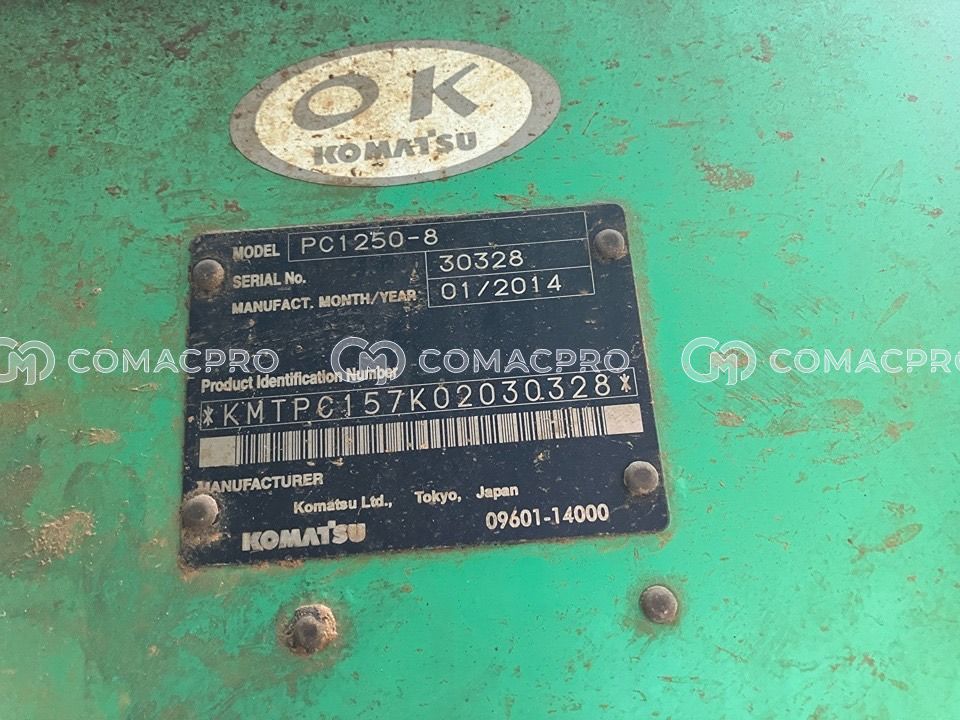 OK
KOMATSU
MODEL PC1250-8
SERIAL No. 30328
MANUFACT. MONTH/YEAR 01/2014
COMACPRO COMACPRO COMACPRO
Product Identification Number
*KMTPC157K02030328*
MANUFACTURER
Komatsu Ltd., Tokyo, Japan
KOMATSU 09601-14000